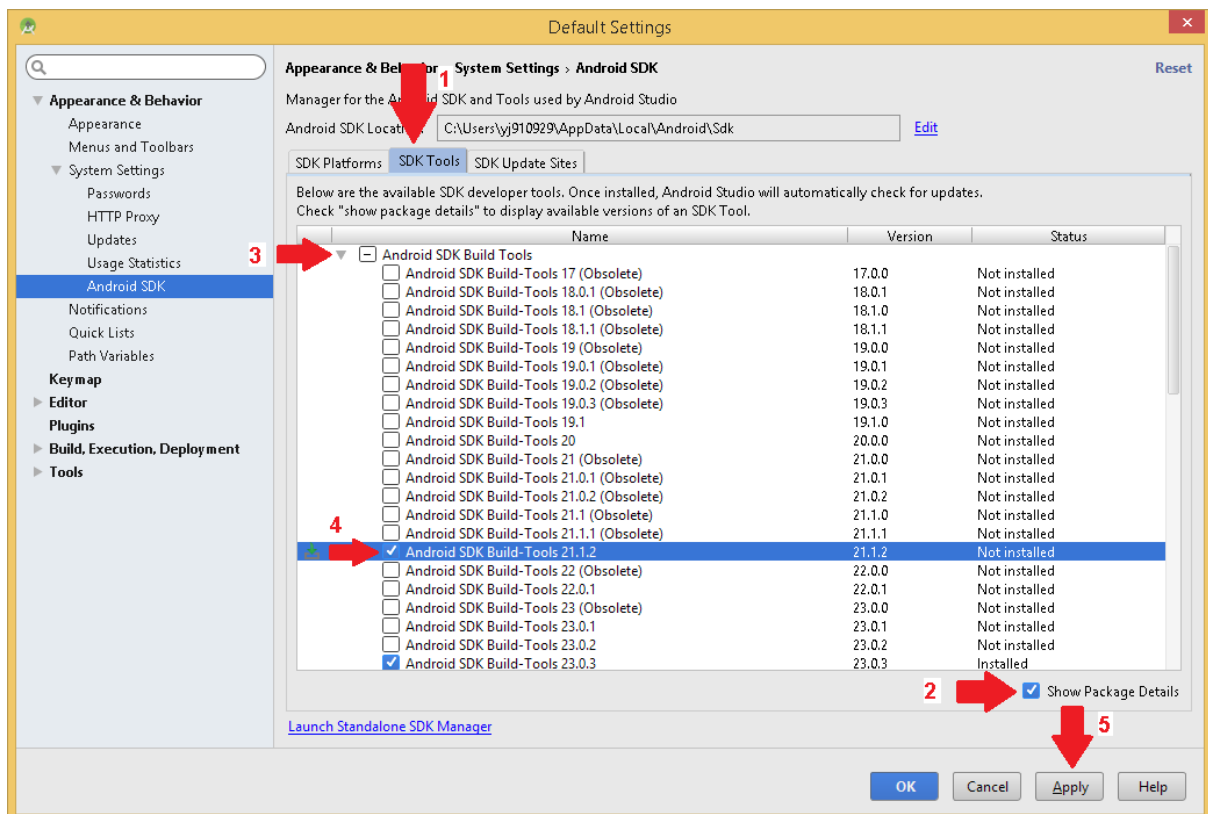 Default Settings
Appearance & Behavior
Appearance
Menus and Toolbars
System Settings
Passwords
HTTP Proxy
Updates
Usage Statistics
Android SDK
Notifications
Quick Lists
Path Variables
Keymap
Editor
Plugins
Build, Execution, Deployment
Tools
Appearance & Behavior › System Settings › Android SDK
Reset
1
Manager for the Android SDK and Tools used by Android Studio
Android SDK Location: C:\Users\yj910929\AppData\Local\Android\Sdk Edit
SDK Platforms SDK Tools SDK Update Sites
Below are the available SDK developer tools. Once installed, Android Studio will automatically check for updates.
Check "show package details" to display available versions of an SDK Tool.
Name Version Status
3 Android SDK Build Tools
Android SDK Build-Tools 17 (Obsolete) 17.0.0 Not installed
Android SDK Build-Tools 18.0.1 (Obsolete) 18.0.1 Not installed
Android SDK Build-Tools 18.1 (Obsolete) 18.1.0 Not installed
Android SDK Build-Tools 18.1.1 (Obsolete) 18.1.1 Not installed
Android SDK Build-Tools 19 (Obsolete) 19.0.0 Not installed
Android SDK Build-Tools 19.0.1 (Obsolete) 19.0.1 Not installed
Android SDK Build-Tools 19.0.2 (Obsolete) 19.0.2 Not installed
Android SDK Build-Tools 19.0.3 (Obsolete) 19.0.3 Not installed
Android SDK Build-Tools 19.1 19.1.0 Not installed
Android SDK Build-Tools 20 20.0.0 Not installed
Android SDK Build-Tools 21 (Obsolete) 21.0.0 Not installed
Android SDK Build-Tools 21.0.1 (Obsolete) 21.0.1 Not installed
Android SDK Build-Tools 21.0.2 (Obsolete) 21.0.2 Not installed
Android SDK Build-Tools 21.1 (Obsolete) 21.1.0 Not installed
Android SDK Build-Tools 21.1.1 (Obsolete) 21.1.1 Not installed
4 Android SDK Build-Tools 21.1.2 21.1.2 Not installed
Android SDK Build-Tools 22 (Obsolete) 22.0.0 Not installed
Android SDK Build-Tools 22.0.1 22.0.1 Not installed
Android SDK Build-Tools 23 (Obsolete) 23.0.0 Not installed
Android SDK Build-Tools 23.0.1 23.0.1 Not installed
Android SDK Build-Tools 23.0.2 23.0.2 Not installed
Android SDK Build-Tools 23.0.3 23.0.3 Installed
2 Show Package Details
Launch Standalone SDK Manager
5
OK Cancel Apply Help